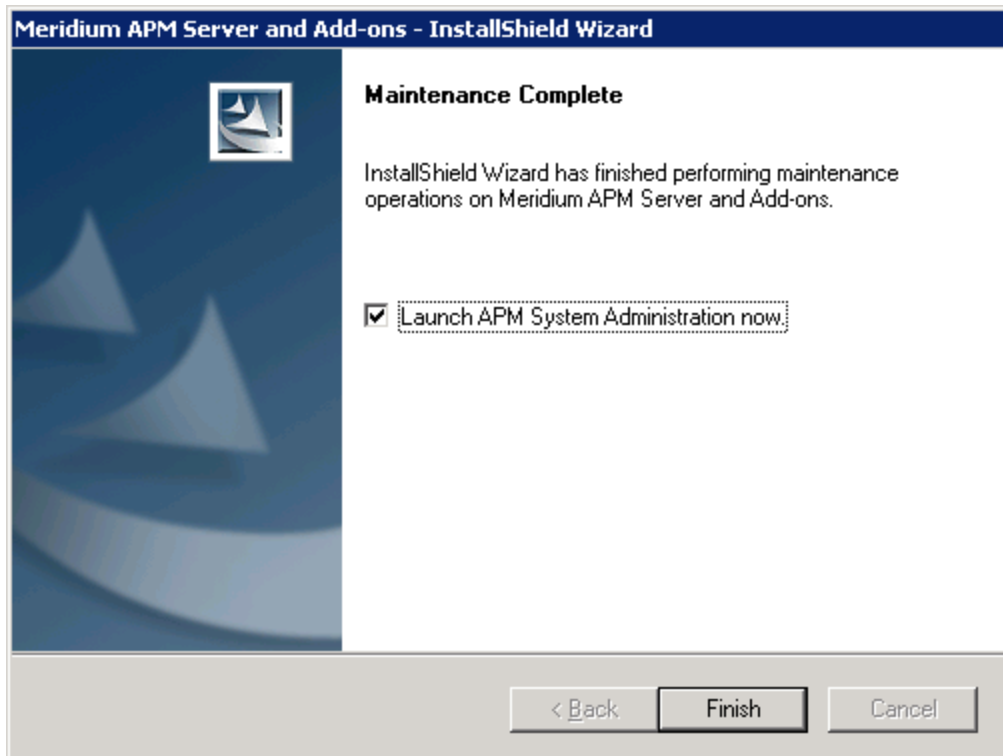 Meridium APM Server and Add-ons - InstallShield Wizard
Maintenance Complete
InstallShield Wizard has finished performing maintenance
operations on Meridium APM Server and Add-ons.
Launch APM System Administration now.
< Back
Finish
Cancel